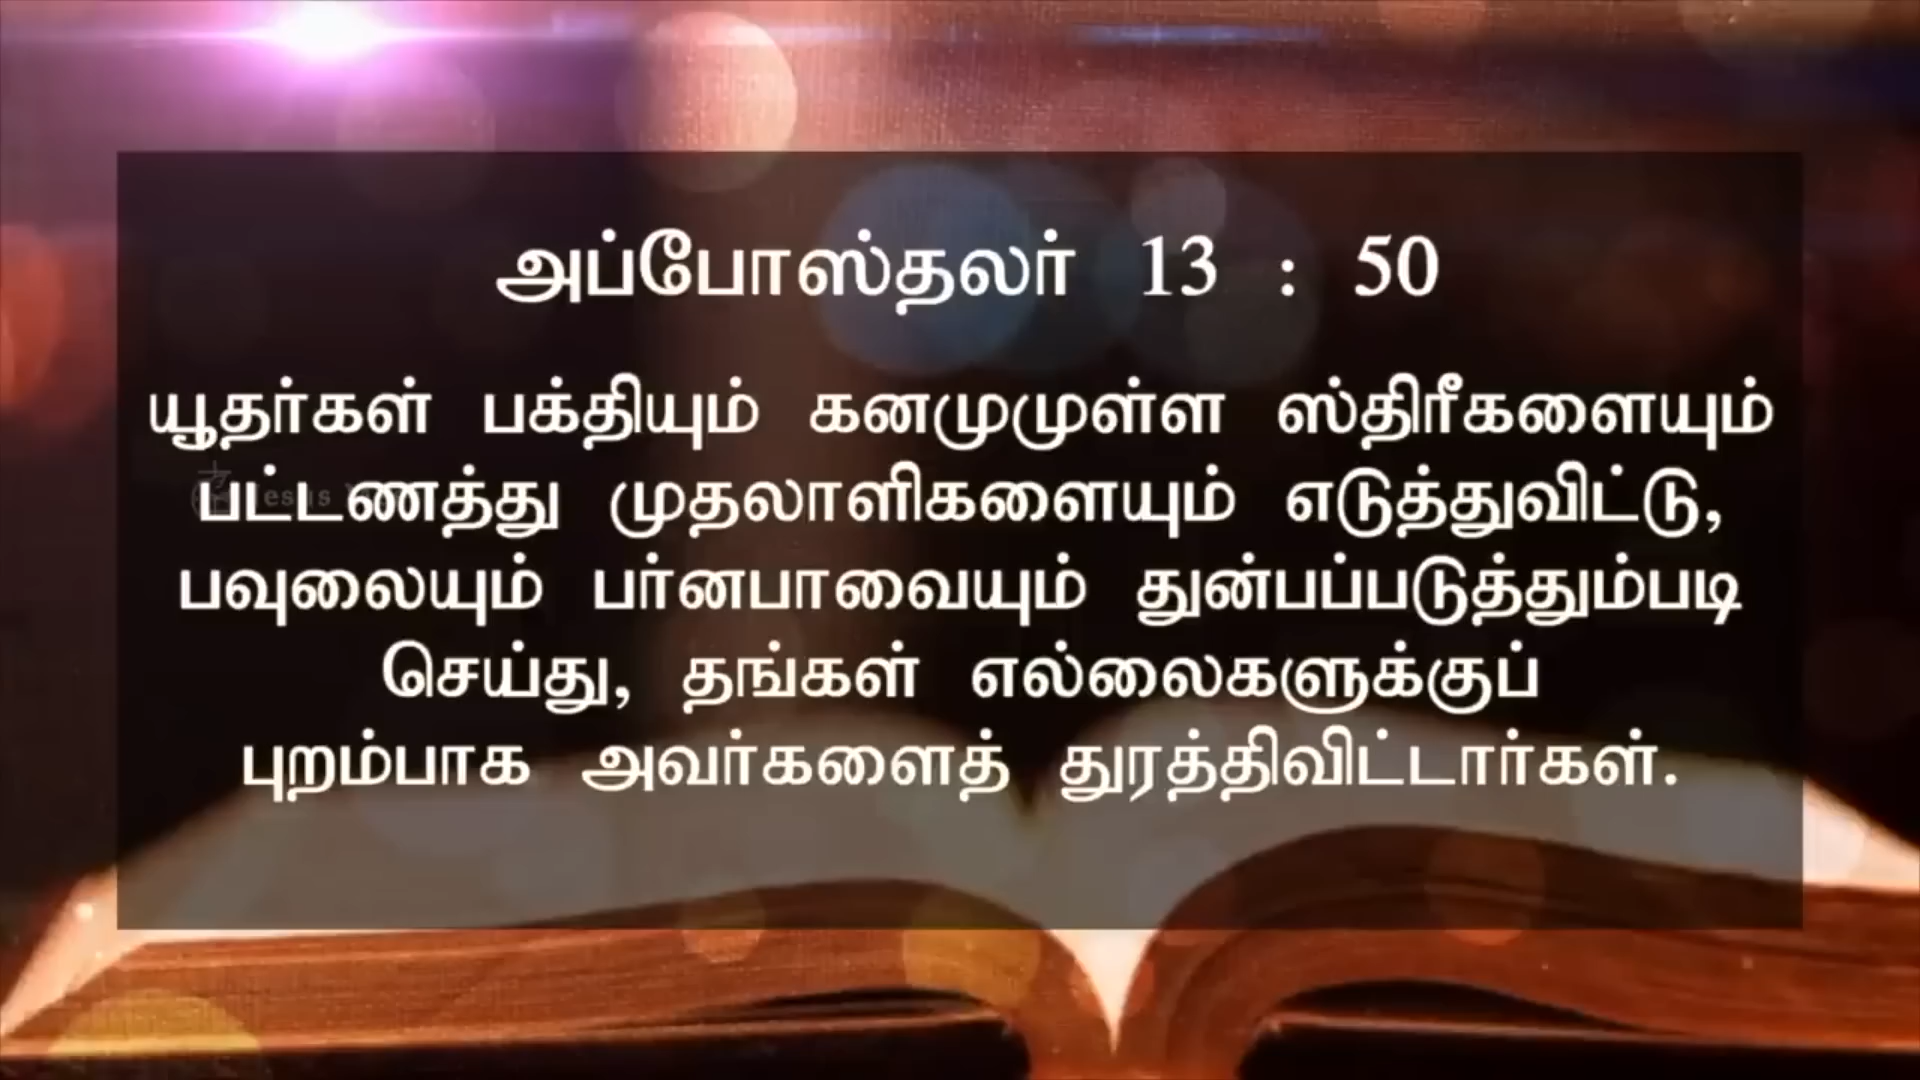 அப்போஸ்தலர் 13 : 50
யூதர்கள் பக்தியும் கனமுமுள்ள ஸ்திரீகளையும்
பட்டணத்து முதலாளிகளையும் எடுத்துவிட்டு,
பவுலையும் பர்னபாவையும் துன்பப்படுத்தும்படி
செய்து, தங்கள் எல்லைகளுக்குப்
புறம்பாக அவர்களைத் துரத்திவிட்டார்கள்.